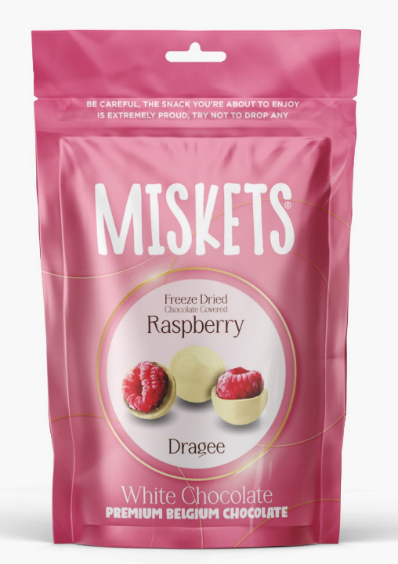 BE CAREFUL, THE SNACK YOU'RE ABOUT TO ENJOY
IS EXTREMELY PROUD, TRY NOT TO DROP ANY
MISKETS®
Freeze Dried
Chocolate Covered
Raspberry
Dragee
White Chocolate
PREMIUM BELGIUM CHOCOLATE